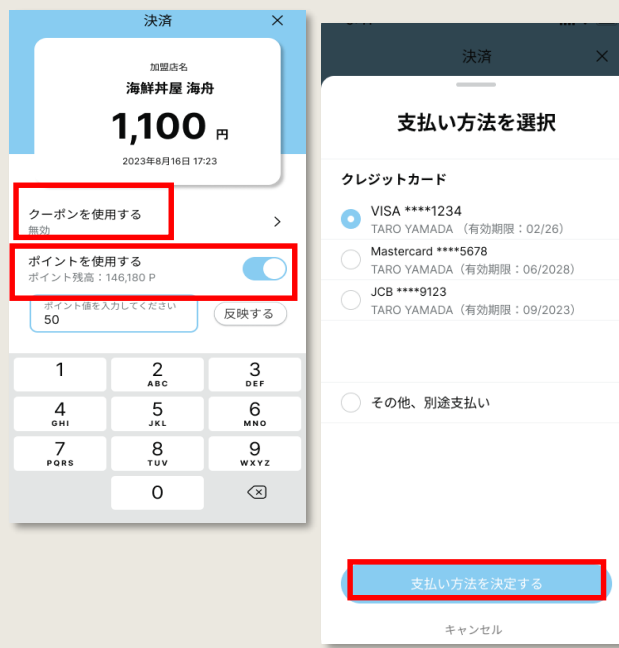 決済
加盟店名
海鮮丼屋 海舟
1,100 円
2023年8月16日 17:23
クーポンを使用する
無効
ポイントを使用する
ポイント残高：146,180 P
ポイント値を入力してください
50
反映する
1
2
ABC
3
DEF
4
GHI
5
JKL
6
MNO
7
PQRS
8
TUV
9
WXYZ
0
決済
支払い方法を選択
クレジットカード
VISA ****1234
TARO YAMADA （有効期限：02/26）
Mastercard ****5678
TARO YAMADA（有効期限：06/2028）
JCB ****9123
TARO YAMADA（有効期限：09/2023）
その他、別途支払い
支払い方法を決定する
キャンセル